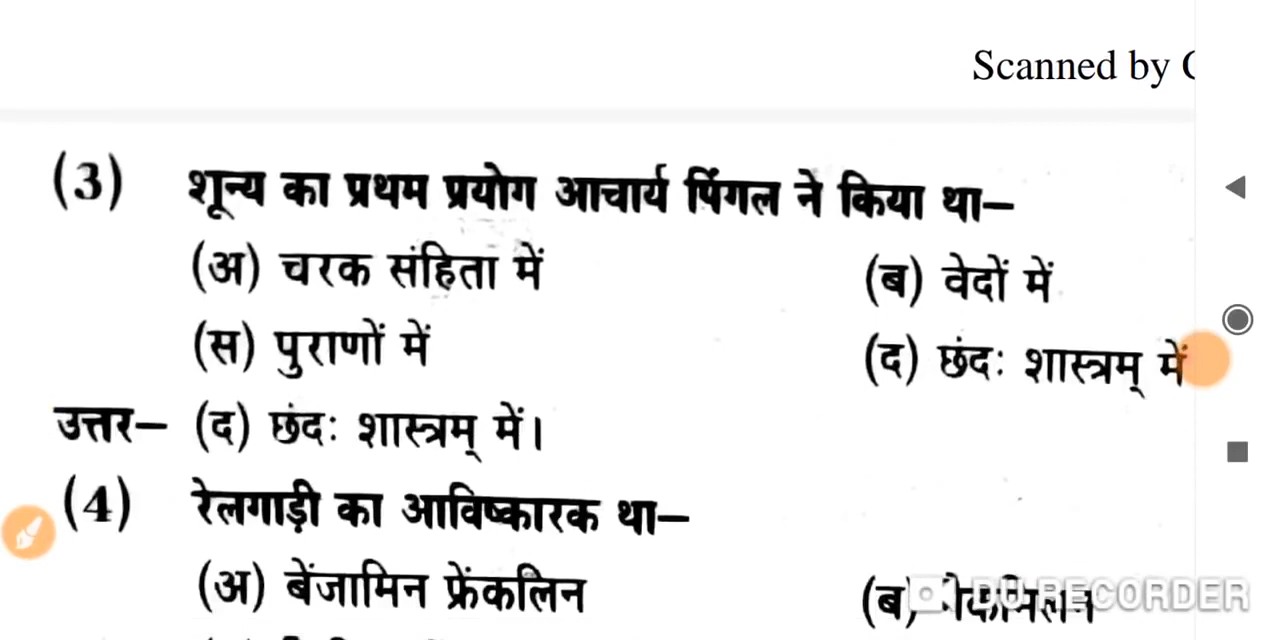 Scanned by
(3) शून्य का प्रथम प्रयोग आचार्य पिंगल ने किया था–
(अ) चरक संहिता में (ब) वेदों में
(स) पुराणों में (द) छंदः शास्त्रम् में
उत्तर– (द) छंदः शास्त्रम् में।
(4) रेलगाड़ी का आविष्कारक था–
(अ) बेंजामिन फ्रेंकलिन (ब)
DU RECORDER